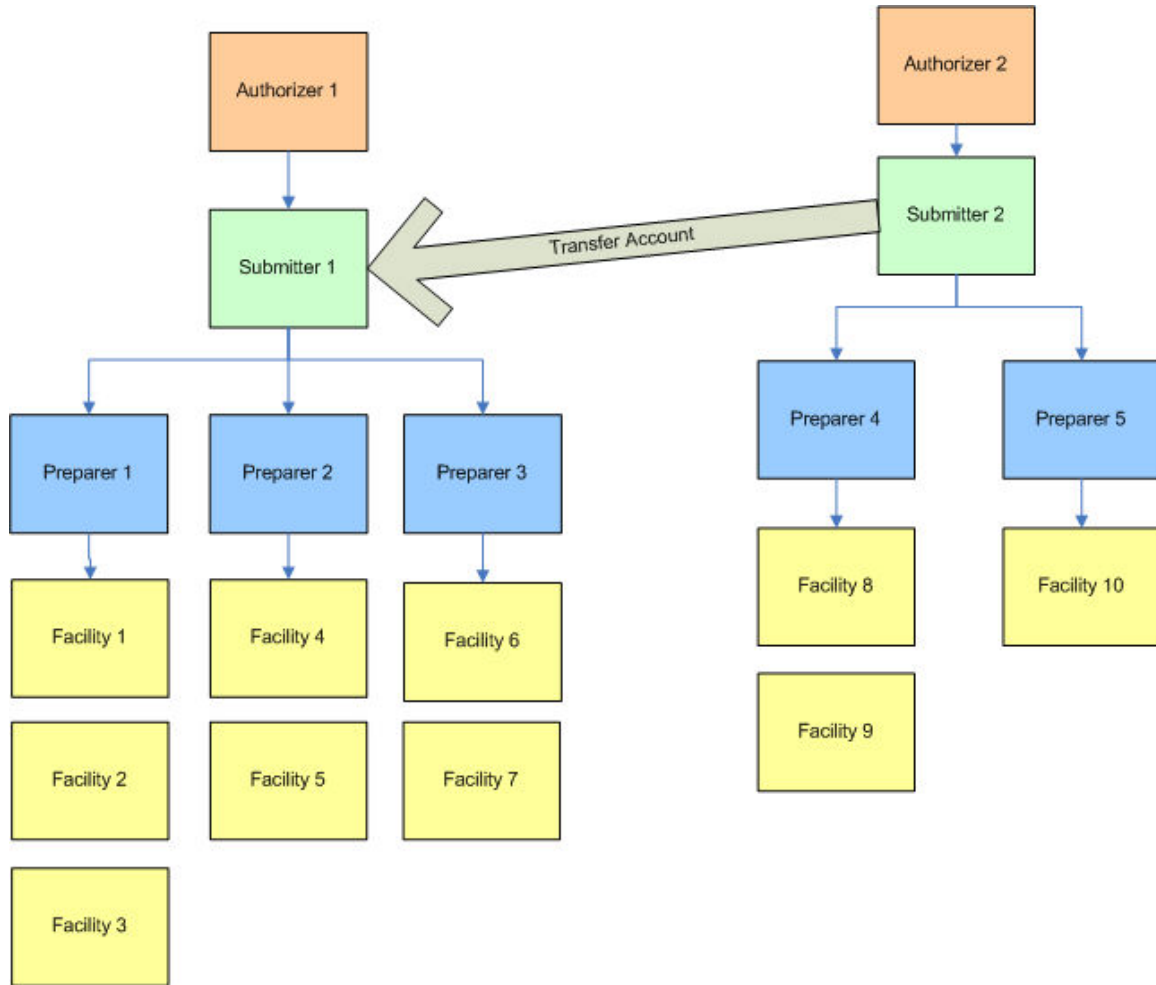 Authorizer 1
Authorizer 2
Submitter 1
Transfer Account
Submitter 2
Preparer 1
Preparer 2
Preparer 3
Preparer 4
Preparer 5
Facility 1
Facility 4
Facility 6
Facility 8
Facility 10
Facility 2
Facility 5
Facility 7
Facility 9
Facility 3